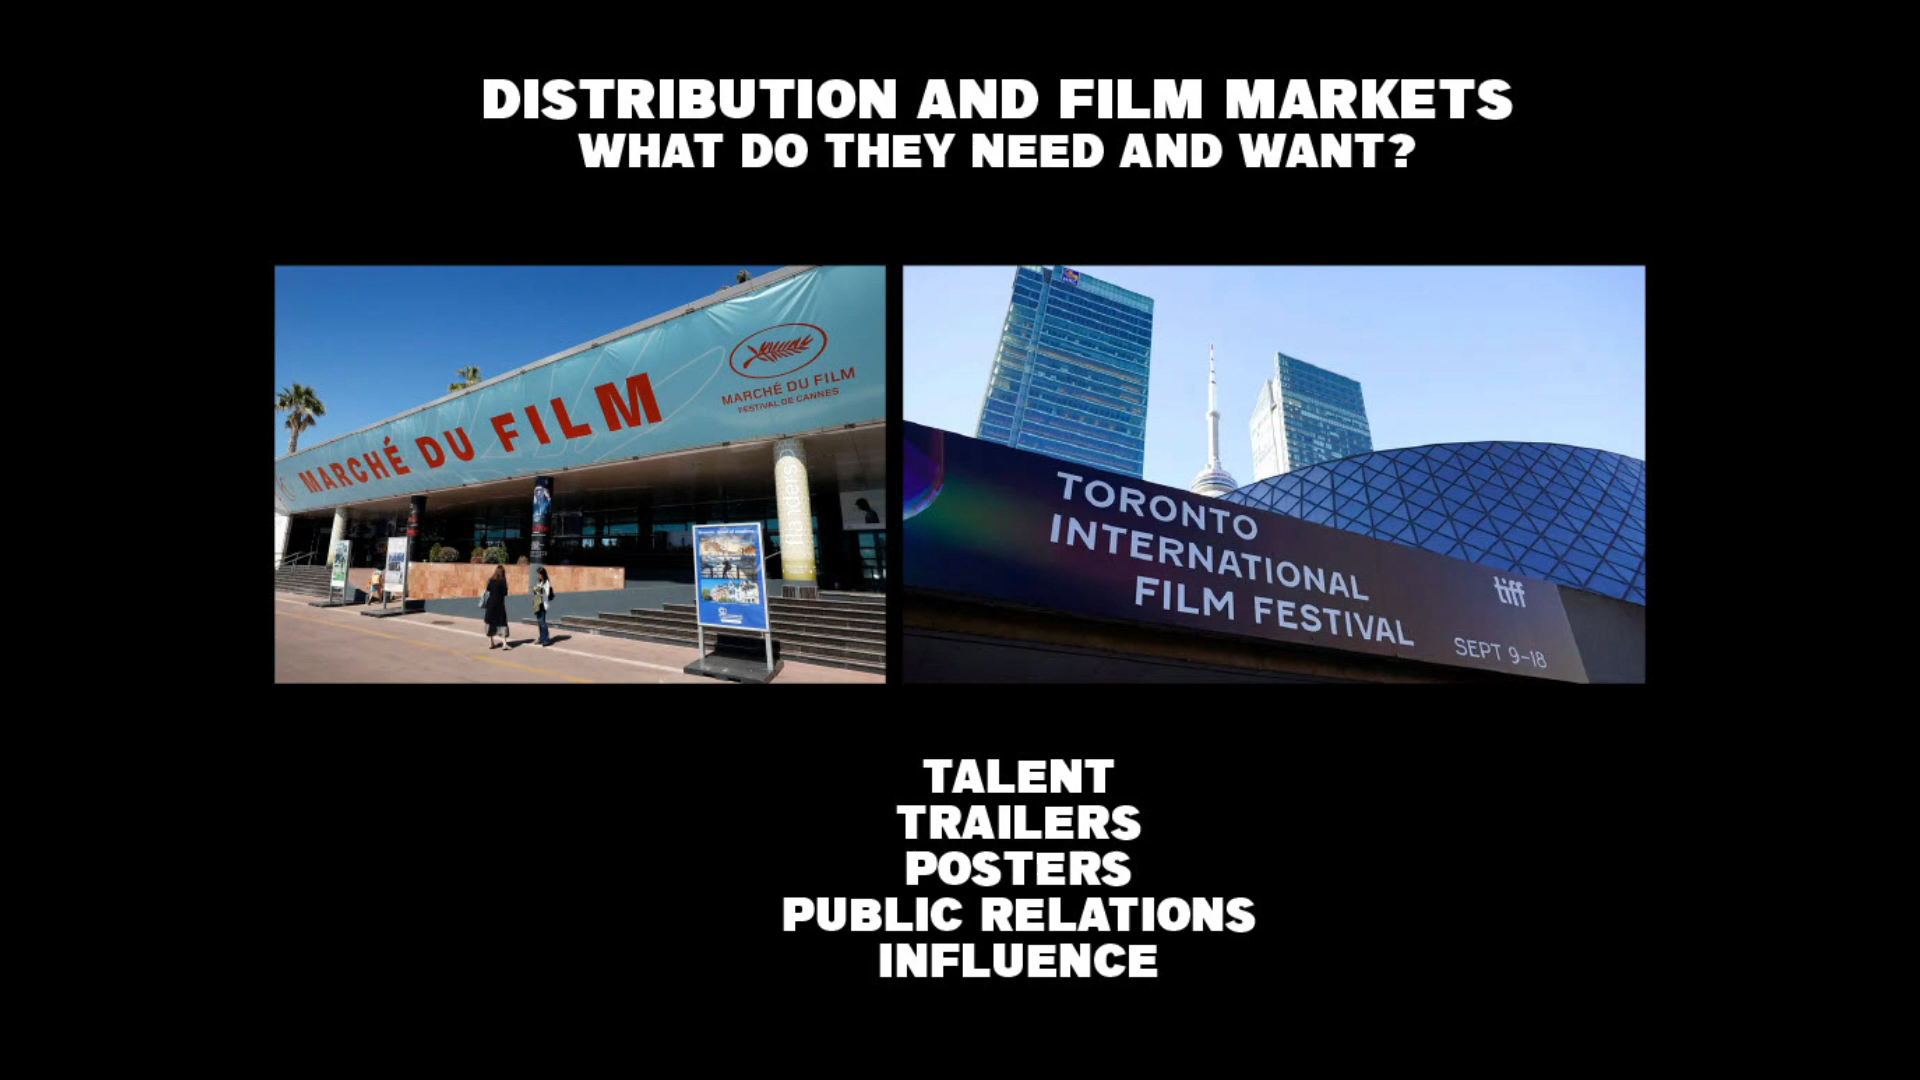 DISTRIBUTION AND FILM MARKETS
WHAT DO THEY NEED AND WANT?
MARCHÉ DU FILM
MARCHÉ DU FILM
FESTIVAL DE CANNES
flanders
TORONTO
INTERNATIONAL
FILM FESTIVAL
tiff
SEPT 9-18
TALENT
TRAILERS
POSTERS
PUBLIC RELATIONS
INFLUENCE